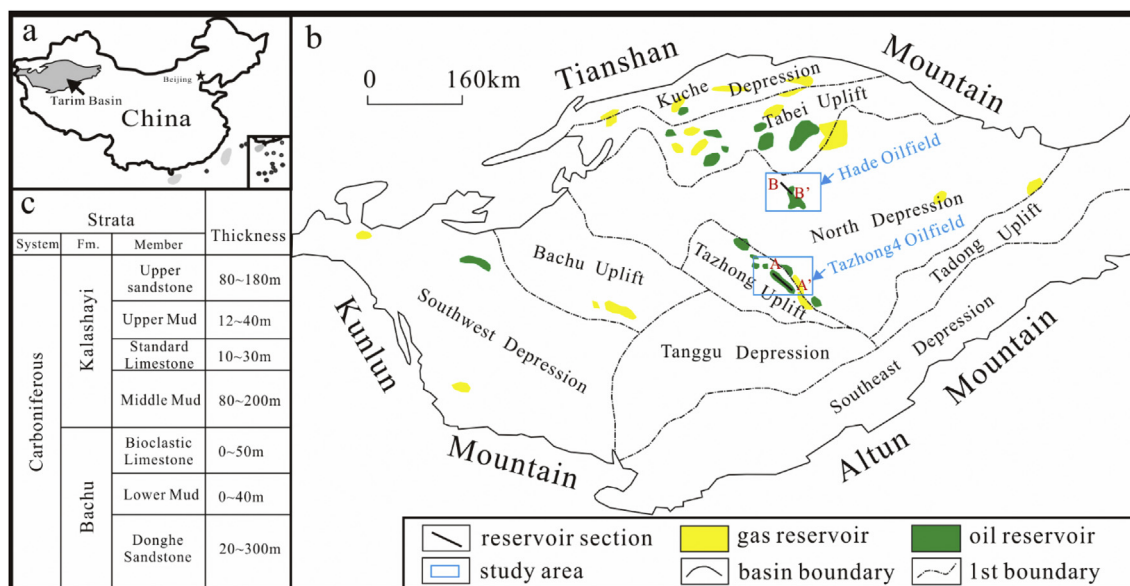 a
Beijing
Tarim Basin
China
b
0 160km
Tianshan
Mountain
Kuche Depression
Tabei Uplift
B
B'
Hade Oilfield
North Depression
Tazhong4 Oilfield
A
A'
Tazhong Uplift
Tadong Uplift
Bachu Uplift
Southwest Depression
Tanggu Depression
Southeast Depression
Kunlun
Mountain
Altun
Mountain
c
Strata
Thickness
System Fm. Member
Carboniferous
Kalashayi
Upper
sandstone
80~180m
Upper Mud 12~40m
Standard
Limestone
10~30m
Middle Mud 80~200m
Bachu
Bioclastic
Limestone
0~50m
Lower Mud 0~40m
Donghe
Sandstone
20~300m
reservoir section gas reservoir oil reservoir
study area basin boundary 1st boundary